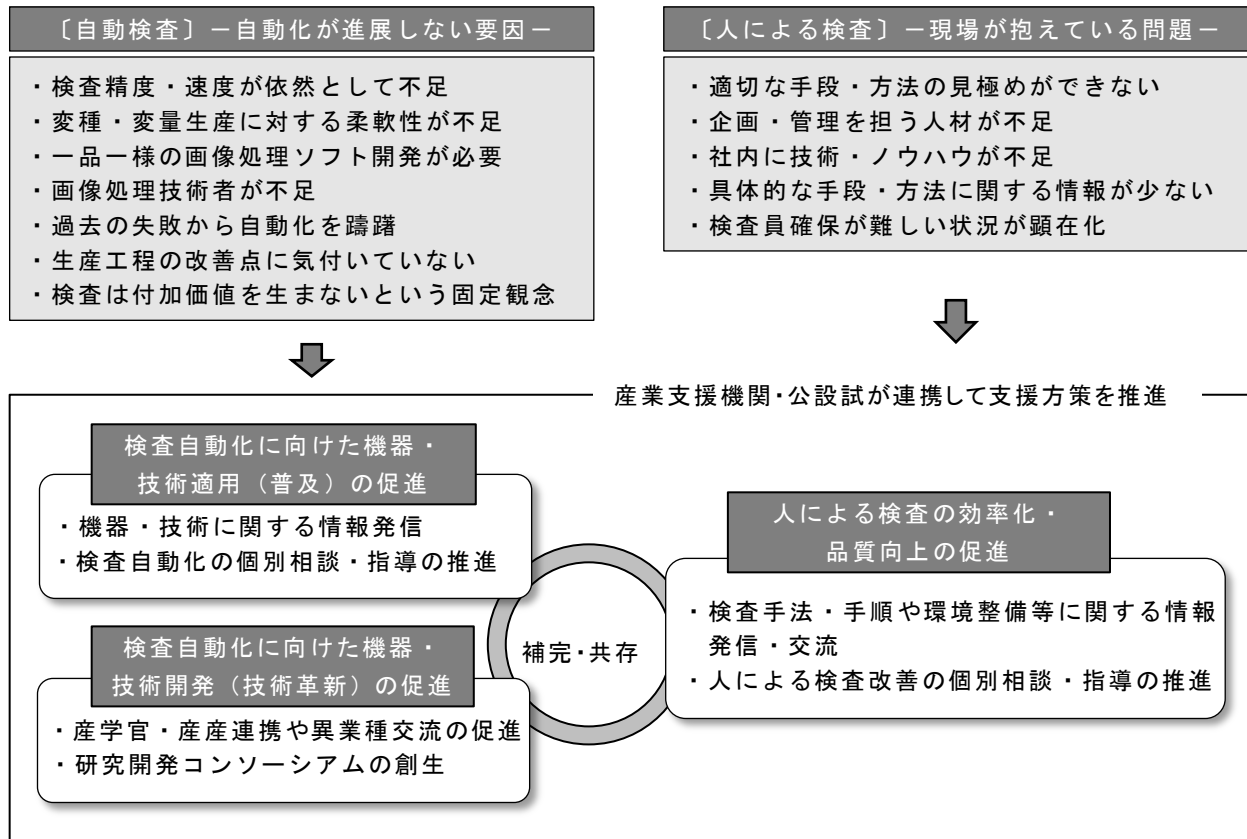 〔自動検査〕－自動化が進展しない要因－
・検査精度・速度が依然として不足
・変種・変量生産に対する柔軟性が不足
・一品一様の画像処理ソフト開発が必要
・画像処理技術者が不足
・過去の失敗から自動化を躊躇
・生産工程の改善点に気付いていない
・検査は付加価値を生まないという固定観念
〔人による検査〕－現場が抱えている問題－
・適切な手段・方法の見極めができない
・企画・管理を担う人材が不足
・社内に技術・ノウハウが不足
・具体的な手段・方法に関する情報が少ない
・検査員確保が難しい状況が顕在化
産業支援機関・公設試が連携して支援方策を推進
検査自動化に向けた機器・
技術適用（普及）の促進
・機器・技術に関する情報発信
・検査自動化の個別相談・指導の推進
検査自動化に向けた機器・
技術開発（技術革新）の促進
・産学官・産産連携や異業種交流の促進
・研究開発コンソーシアムの創生
補完・共存
人による検査の効率化・
品質向上の促進
・検査手法・手順や環境整備等に関する情報
発信・交流
・人による検査改善の個別相談・指導の推進